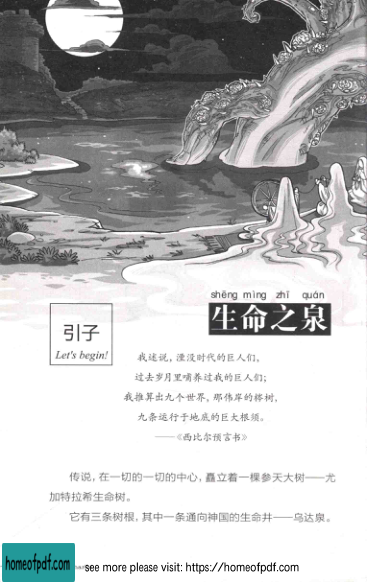 shēng mìng zhī quán
生命之泉
引子
Let's begin!
我述说，湮没时代的巨人们，
过去岁月里哺养过我的巨人们；
我推算出九个世界，那伟岸的榕树，
九条运行于地底的巨大根须。
——《西比尔预言书》
传说，在一切的一切的中心，矗立着一棵参天大树——尤
加特拉希生命树。
它有三条树根，其中一条通向神国的生命井——乌达泉。
homeofpdf.com
see more please visit: https://homeofpdf.com